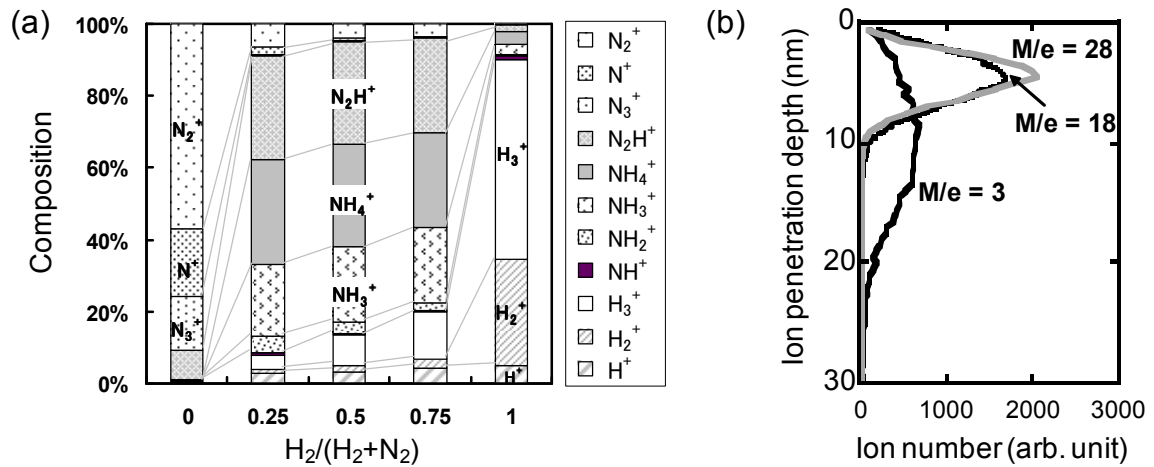 (a)
100%
80%
60%
40%
20%
0%
Composition
N₂⁺
N⁺
N₃⁺
N₂H⁺
NH₄⁺
NH₃⁺
H₃⁺
H₂⁺
H⁺
0 0.25 0.5 0.75 1
H₂/(H₂+N₂)
N₂⁺
N⁺
N₃⁺
N₂H⁺
NH₄⁺
NH₃⁺
NH₂⁺
NH⁺
H₃⁺
H₂⁺
H⁺
(b)
0
10
20
30
Ion penetration depth (nm)
M/e = 28
M/e = 18
M/e = 3
0 1000 2000 3000
Ion number (arb. unit)